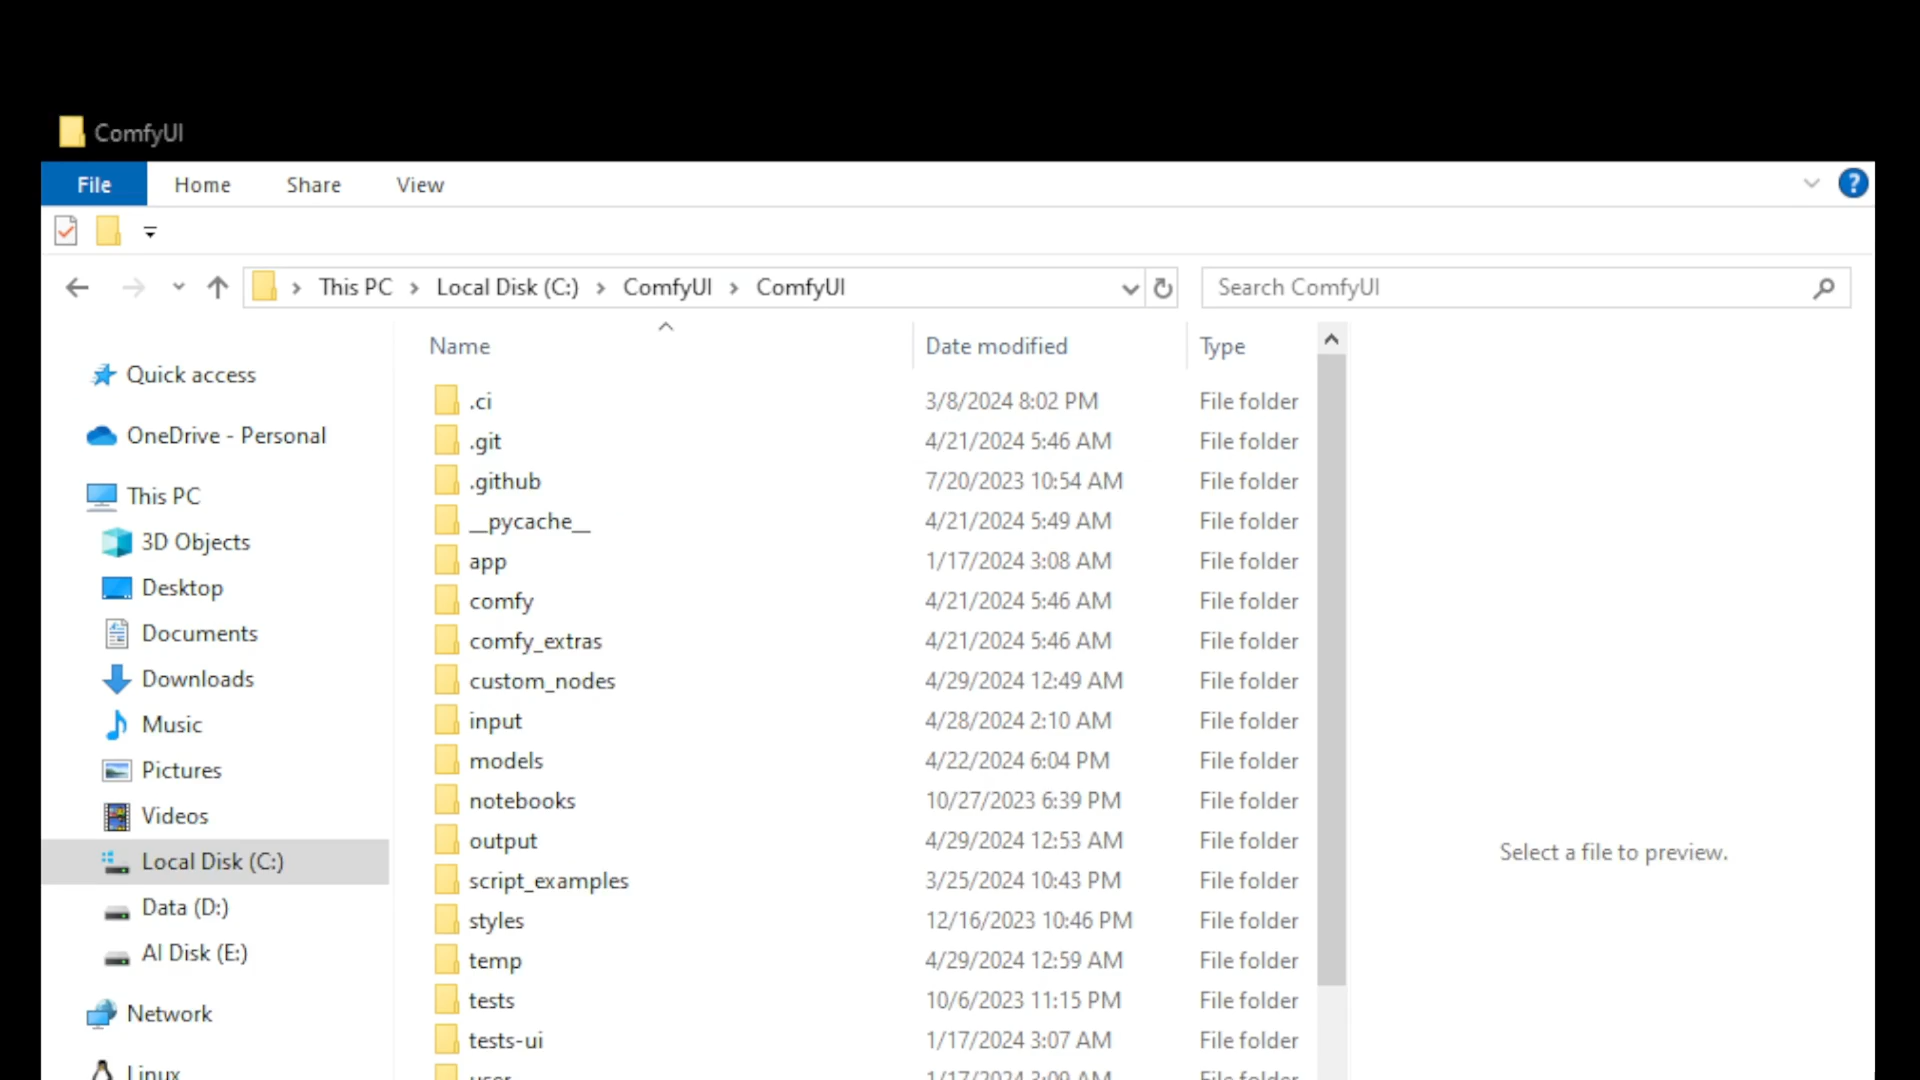 ComfyUI
File Home Share View ?
This PC Local Disk (C:) ComfyUI ComfyUI Search ComfyUI
Name Date modified Type
Quick access
OneDrive - Personal
This PC
3D Objects
Desktop
Documents
Downloads
Music
Pictures
Videos
Local Disk (C:)
Data (D:)
AI Disk (E:)
Network
Linux
.ci 3/8/2024 8:02 PM File folder
.git 4/21/2024 5:46 AM File folder
.github 7/20/2023 10:54 AM File folder
__pycache__ 4/21/2024 5:49 AM File folder
app 1/17/2024 3:08 AM File folder
comfy 4/21/2024 5:46 AM File folder
comfy_extras 4/21/2024 5:46 AM File folder
custom_nodes 4/29/2024 12:49 AM File folder
input 4/28/2024 2:10 AM File folder
models 4/22/2024 6:04 PM File folder
notebooks 10/27/2023 6:39 PM File folder
output 4/29/2024 12:53 AM File folder
script_examples 3/25/2024 10:43 PM File folder
styles 12/16/2023 10:46 PM File folder
temp 4/29/2024 12:59 AM File folder
tests 10/6/2023 11:15 PM File folder
tests-ui 1/17/2024 3:07 AM File folder
user 1/17/2024 3:09 AM File folder
Select a file to preview.